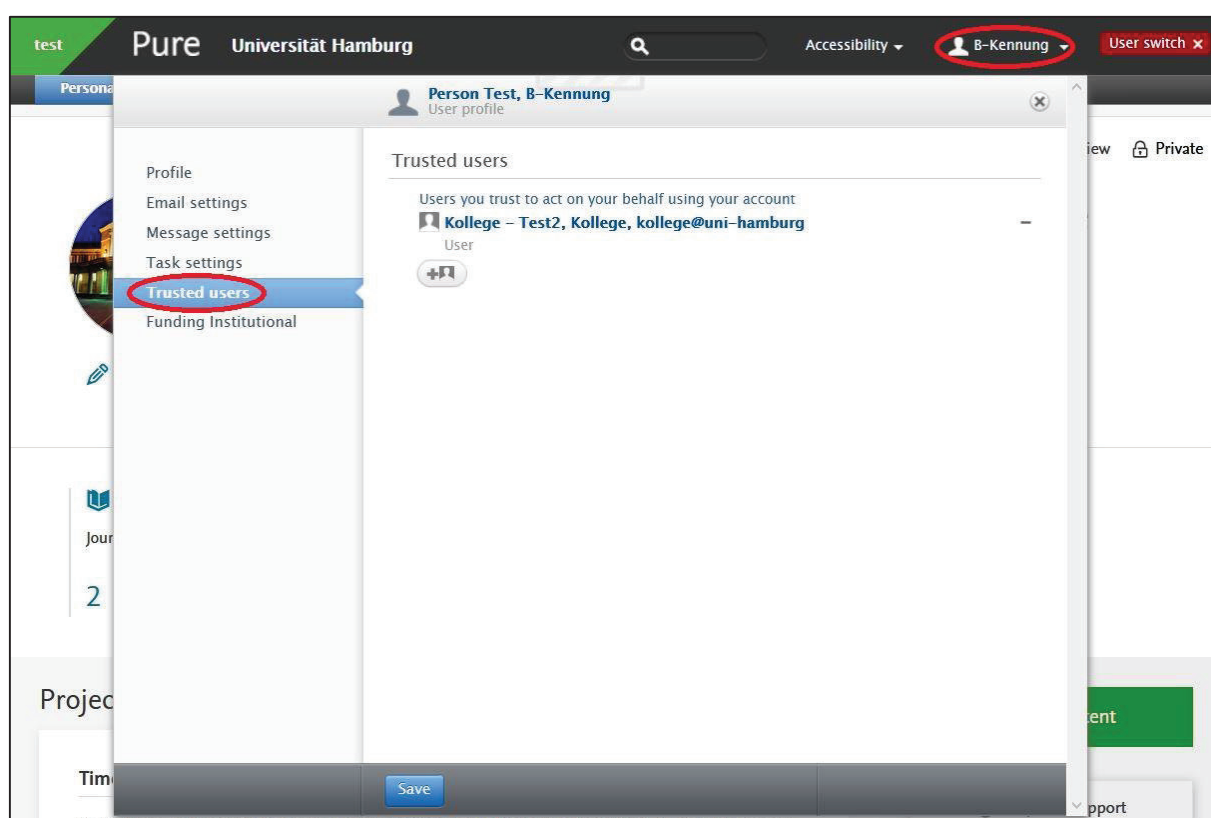 test
Pure Universität Hamburg
Accessibility
B-Kennung
User switch ×
Persona
Person Test, B-Kennung
User profile
iew Private
Profile
Email settings
Message settings
Task settings
Trusted users
Funding Institutional
Trusted users
Users you trust to act on your behalf using your account
Kollege - Test2, Kollege, kollege@uni-hamburg
User
Jour
2
Projec
Tim
tent
Save
pport